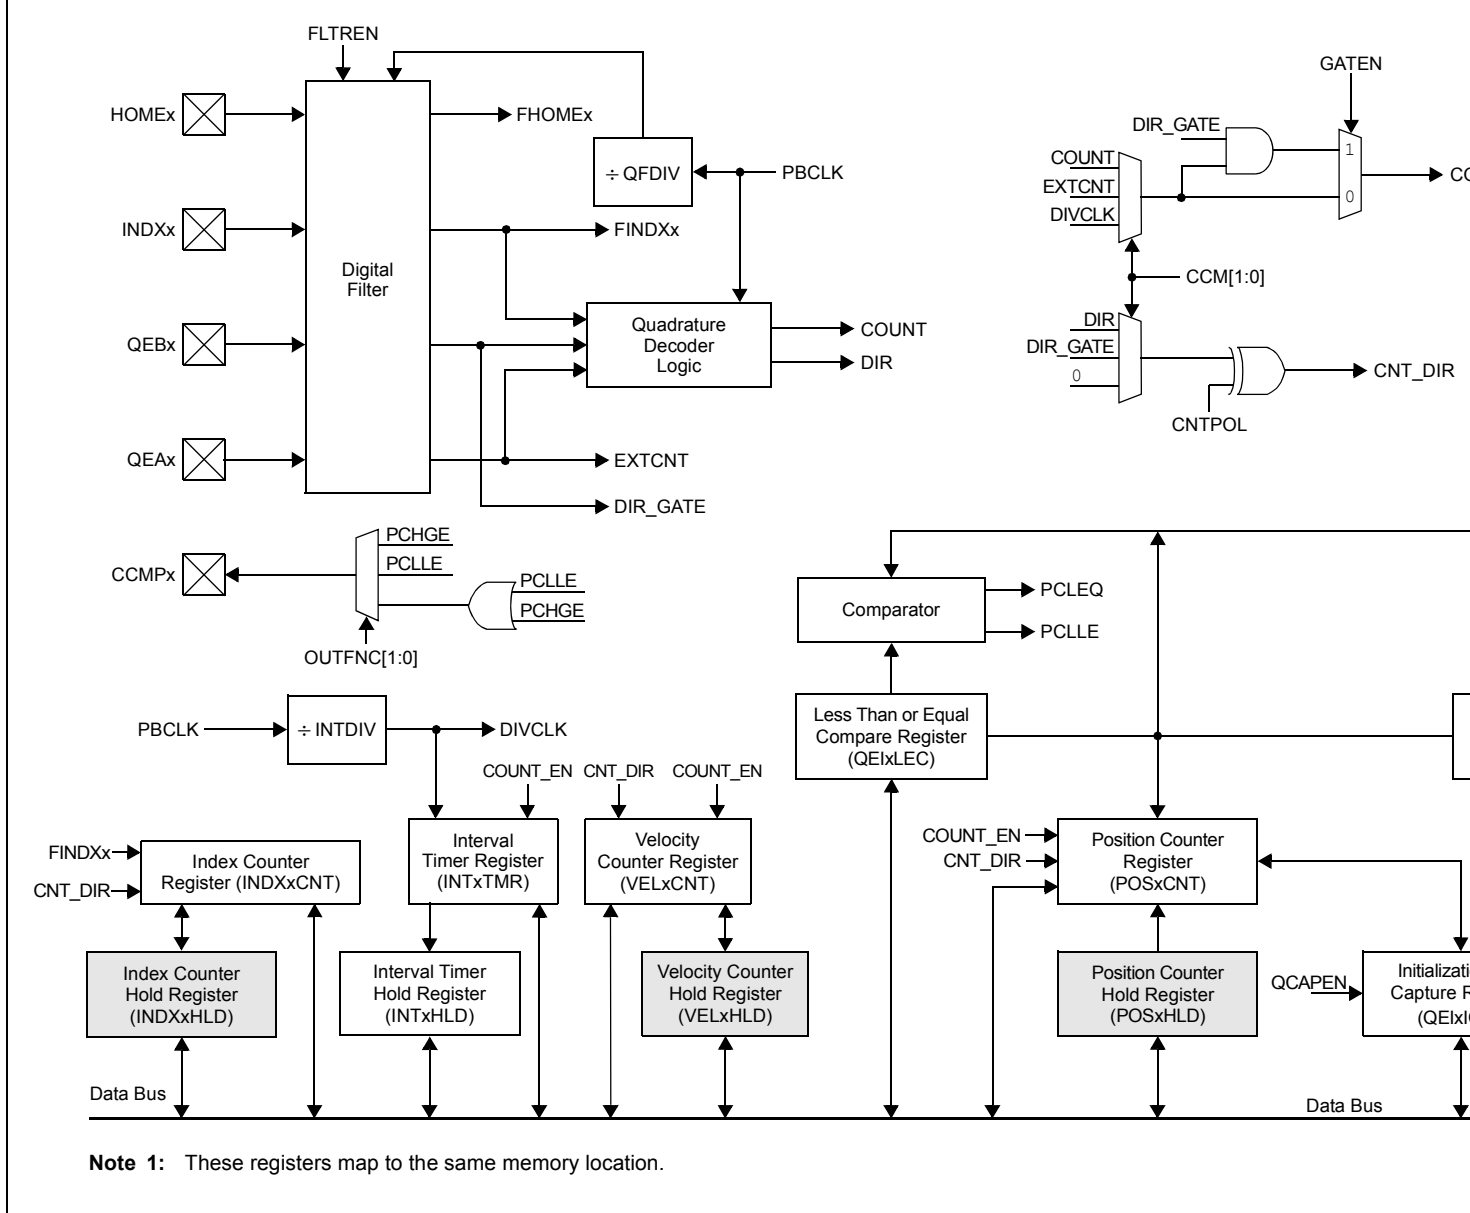 FLTREN
HOMEx
FHOMEx
÷ QFDIV
PBCLK
INDXx
FINDXx
Digital
Filter
QEBx
Quadrature
Decoder
Logic
COUNT
DIR
QEAx
EXTCNT
DIR_GATE
GATEN
DIR_GATE
COUNT
EXTCNT
DIVCLK
1
0
CCM[1:0]
DIR
DIR_GATE
0
CNT_DIR
CNTPOL
CCMPx
PCHGE
PCLLE
PCLLE
PCHGE
OUTFNC[1:0]
Comparator
PCLEQ
PCLLE
PBCLK
÷ INTDIV
DIVCLK
Less Than or Equal
Compare Register
(QEIxLEC)
COUNT_EN
CNT_DIR
COUNT_EN
FINDXx
CNT_DIR
Index Counter
Register (INDXxCNT)
Interval
Timer Register
(INTxTMR)
Velocity
Counter Register
(VELxCNT)
COUNT_EN
CNT_DIR
Position Counter
Register
(POSxCNT)
Index Counter
Hold Register
(INDXxHLD)
Interval Timer
Hold Register
(INTxHLD)
Velocity Counter
Hold Register
(VELxHLD)
Position Counter
Hold Register
(POSxHLD)
QCAPEN
Capture
Data Bus
Data Bus
Note 1: These registers map to the same memory location.